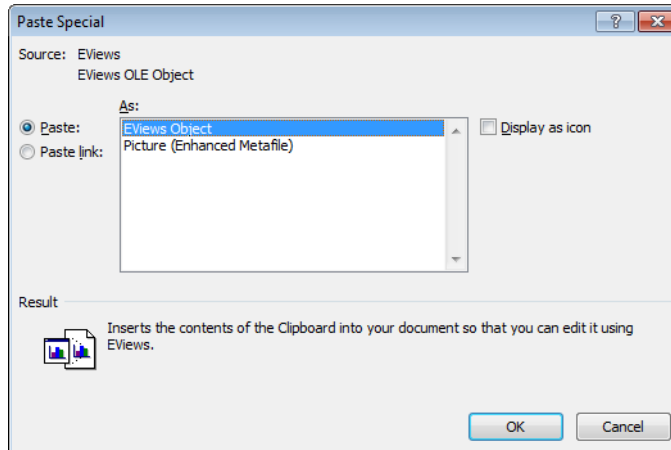 Paste Special
Source: EViews
EViews OLE Object
As:
Paste:
EViews Object
Display as icon
Paste link:
Picture (Enhanced Metafile)
Result
Inserts the contents of the Clipboard into your document so that you can edit it using
EViews.
OK
Cancel